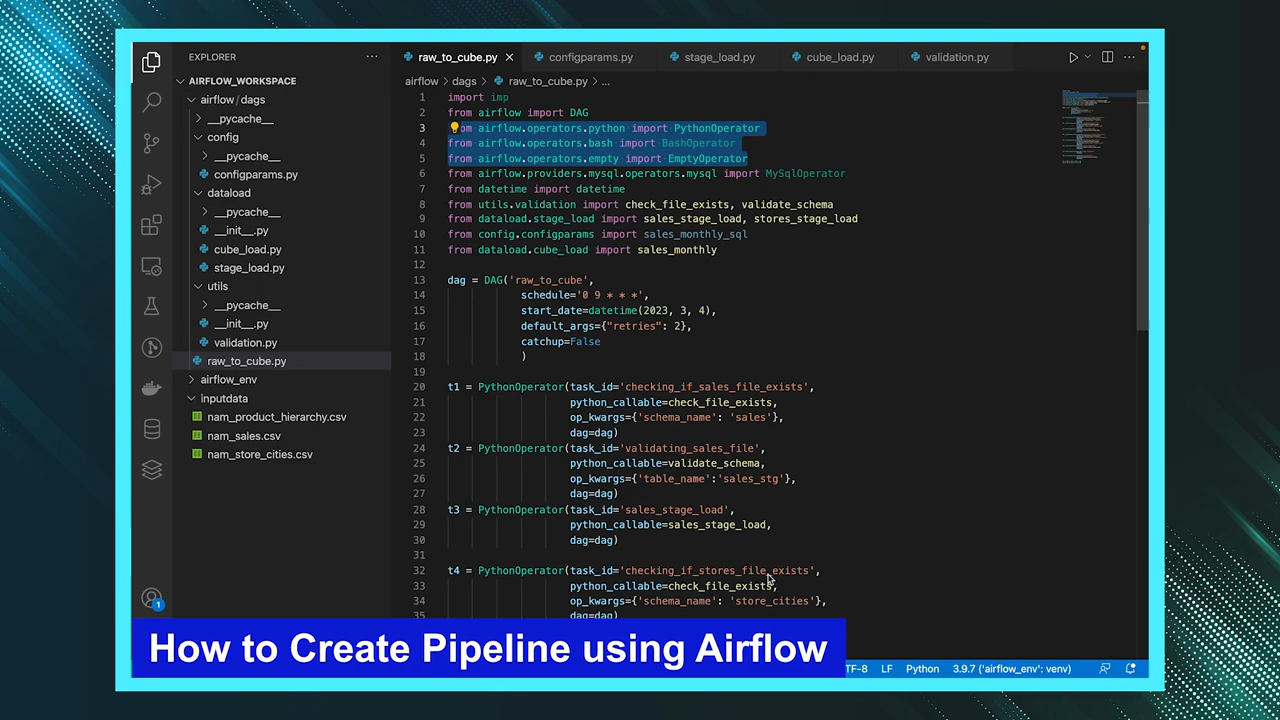 EXPLORER
AIRFLOW_WORKSPACE
airflow / dags
__pycache__
config
__pycache__
configparams.py
dataload
__pycache__
__init__.py
cube_load.py
stage_load.py
utils
__pycache__
__init__.py
validation.py
raw_to_cube.py
airflow_env
inputdata
nam_product_hierarchy.csv
nam_sales.csv
nam_store_cities.csv
1
raw_to_cube.py configparams.py stage_load.py cube_load.py validation.py
airflow > dags > raw_to_cube.py > ...
1 import imp
2 from airflow import DAG
3 om airflow.operators.python import PythonOperator
4 from airflow.operators.bash import BashOperator
5 from airflow.operators.empty import EmptyOperator
6 from airflow.providers.mysql.operators.mysql import MySqlOperator
7 from datetime import datetime
8 from utils.validation import check_file_exists, validate_schema
9 from dataload.stage_load import sales_stage_load, stores_stage_load
10 from config.configparams import sales_monthly_sql
11 from dataload.cube_load import sales_monthly
12
13 dag = DAG('raw_to_cube',
14 schedule='0 9 * * *',
15 start_date=datetime(2023, 3, 4),
16 default_args={"retries": 2},
17 catchup=False
18 )
19
20 t1 = PythonOperator(task_id='checking_if_sales_file_exists',
21 python_callable=check_file_exists,
22 op_kwargs={'schema_name': 'sales'},
23 dag=dag)
24 t2 = PythonOperator(task_id='validating_sales_file',
25 python_callable=validate_schema,
26 op_kwargs={'table_name':'sales_stg'},
27 dag=dag)
28 t3 = PythonOperator(task_id='sales_stage_load',
29 python_callable=sales_stage_load,
30 dag=dag)
31
32 t4 = PythonOperator(task_id='checking_if_stores_file_exists',
33 python_callable=check_file_exists,
34 op_kwargs={'schema_name': 'store_cities'},
35 dag=dag)
How to Create Pipeline using Airflow
TF-8 LF Python 3.9.7 ('airflow_env': venv)